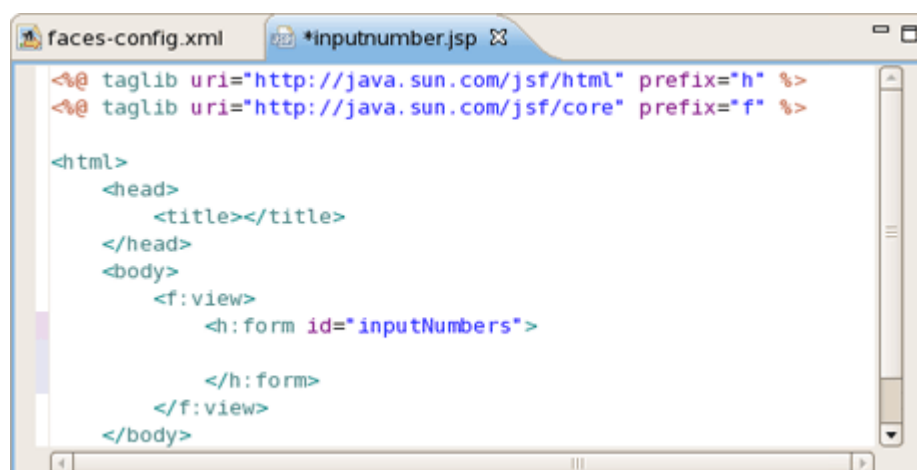 faces-config.xml
*inputnumber.jsp
<%@ taglib uri="http://java.sun.com/jsf/html" prefix="h" %>
<%@ taglib uri="http://java.sun.com/jsf/core" prefix="f" %>
<html>
<head>
<title></title>
</head>
<body>
<f:view>
<h:form id="inputNumbers">
</h:form>
</f:view>
</body>